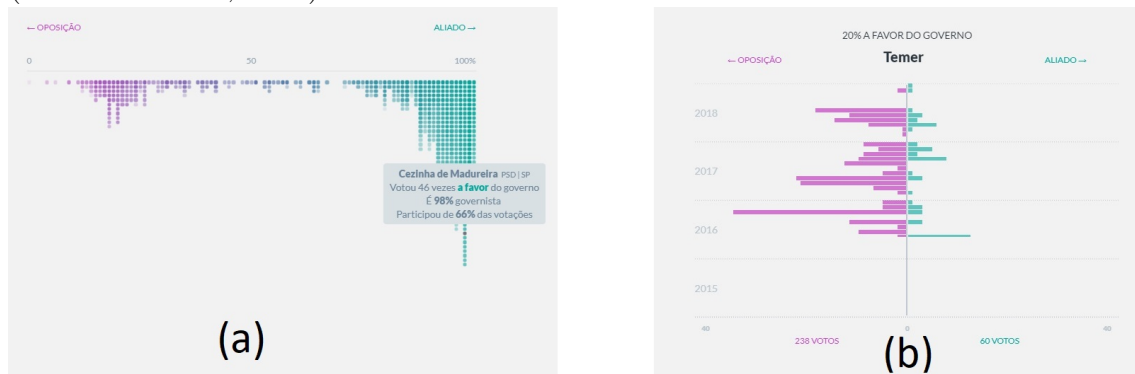 ← OPOSIÇÃO
ALIADO →
0
50
100%
Cezinha de Madureira PSD | SP
Votou 46 vezes a favor do governo
É 98% governista
Participou de 66% das votações
(a)
20% A FAVOR DO GOVERNO
Temer
← OPOSIÇÃO
ALIADO →
2018
2017
2016
2015
40
0
40
238 VOTOS
60 VOTOS
(b)